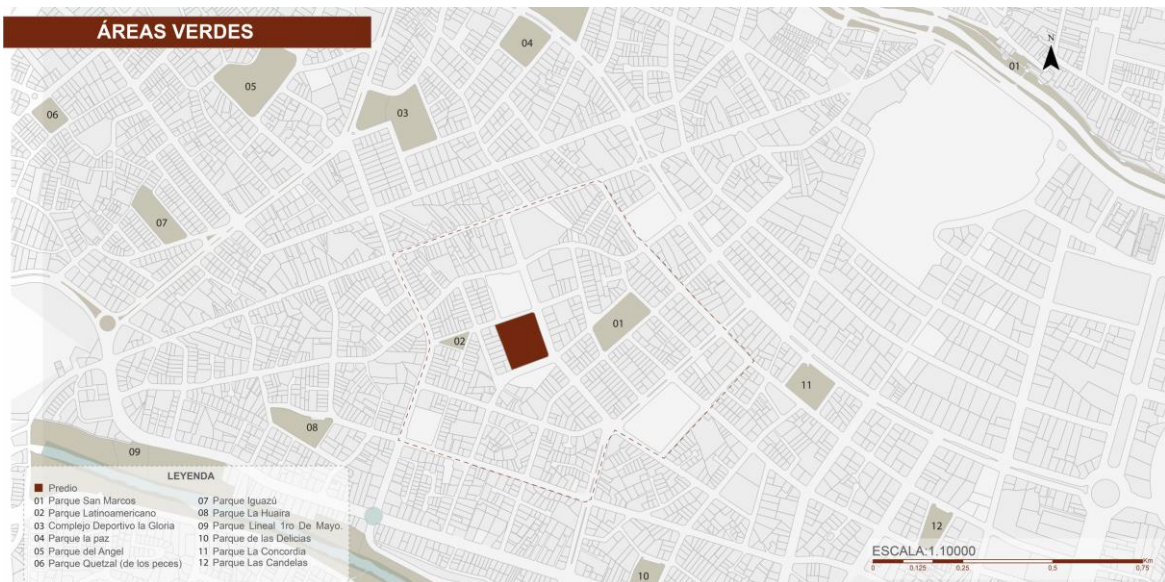 ÁREAS VERDES
N
04
01
05
03
06
07
01
02
11
08
09
12
10
LEYENDA
Predio
01 Parque San Marcos
02 Parque Latinoamericano
03 Complejo Deportivo la Gloria
04 Parque la paz
05 Parque del Angel
06 Parque Quetzal (de los peces)
07 Parque Iguazú
08 Parque La Huaira
09 Parque Lineal 1ro De Mayo.
10 Parque de las Delicias
11 Parque La Concordia
12 Parque Las Candelas
ESCALA:1.10000
Km
0 0.125 0.25 0.5 0.75